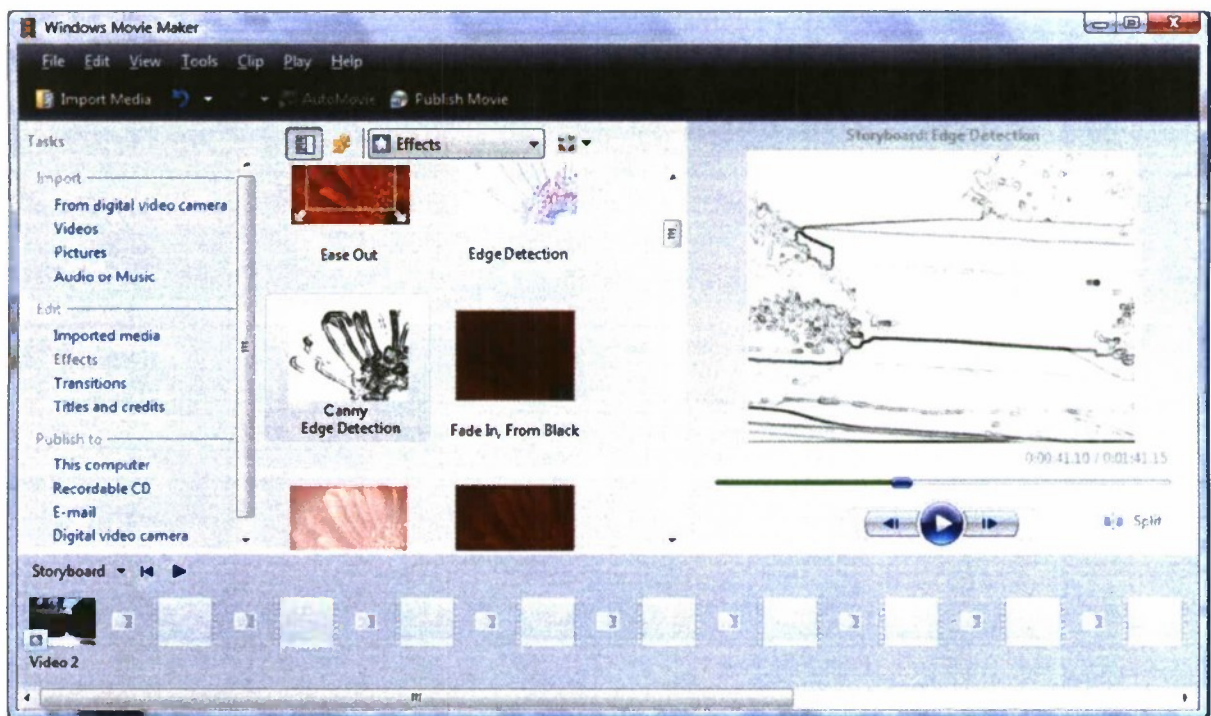 Windows Movie Maker
File Edit View Tools Clip Play Help
Import Media AutoMovie Publish Movie
Tasks
Import
From digital video camera
Videos
Pictures
Audio or Music
Edit
Imported media
Effects
Transitions
Titles and credits
Publish to
This computer
Recordable CD
E-mail
Digital video camera
Effects
Ease Out
Edge Detection
Canny
Edge Detection
Fade In, From Black
Storyboard: Edge Detection
0:00:41.10 / 0:01:41.15
Split
Storyboard
Video 2